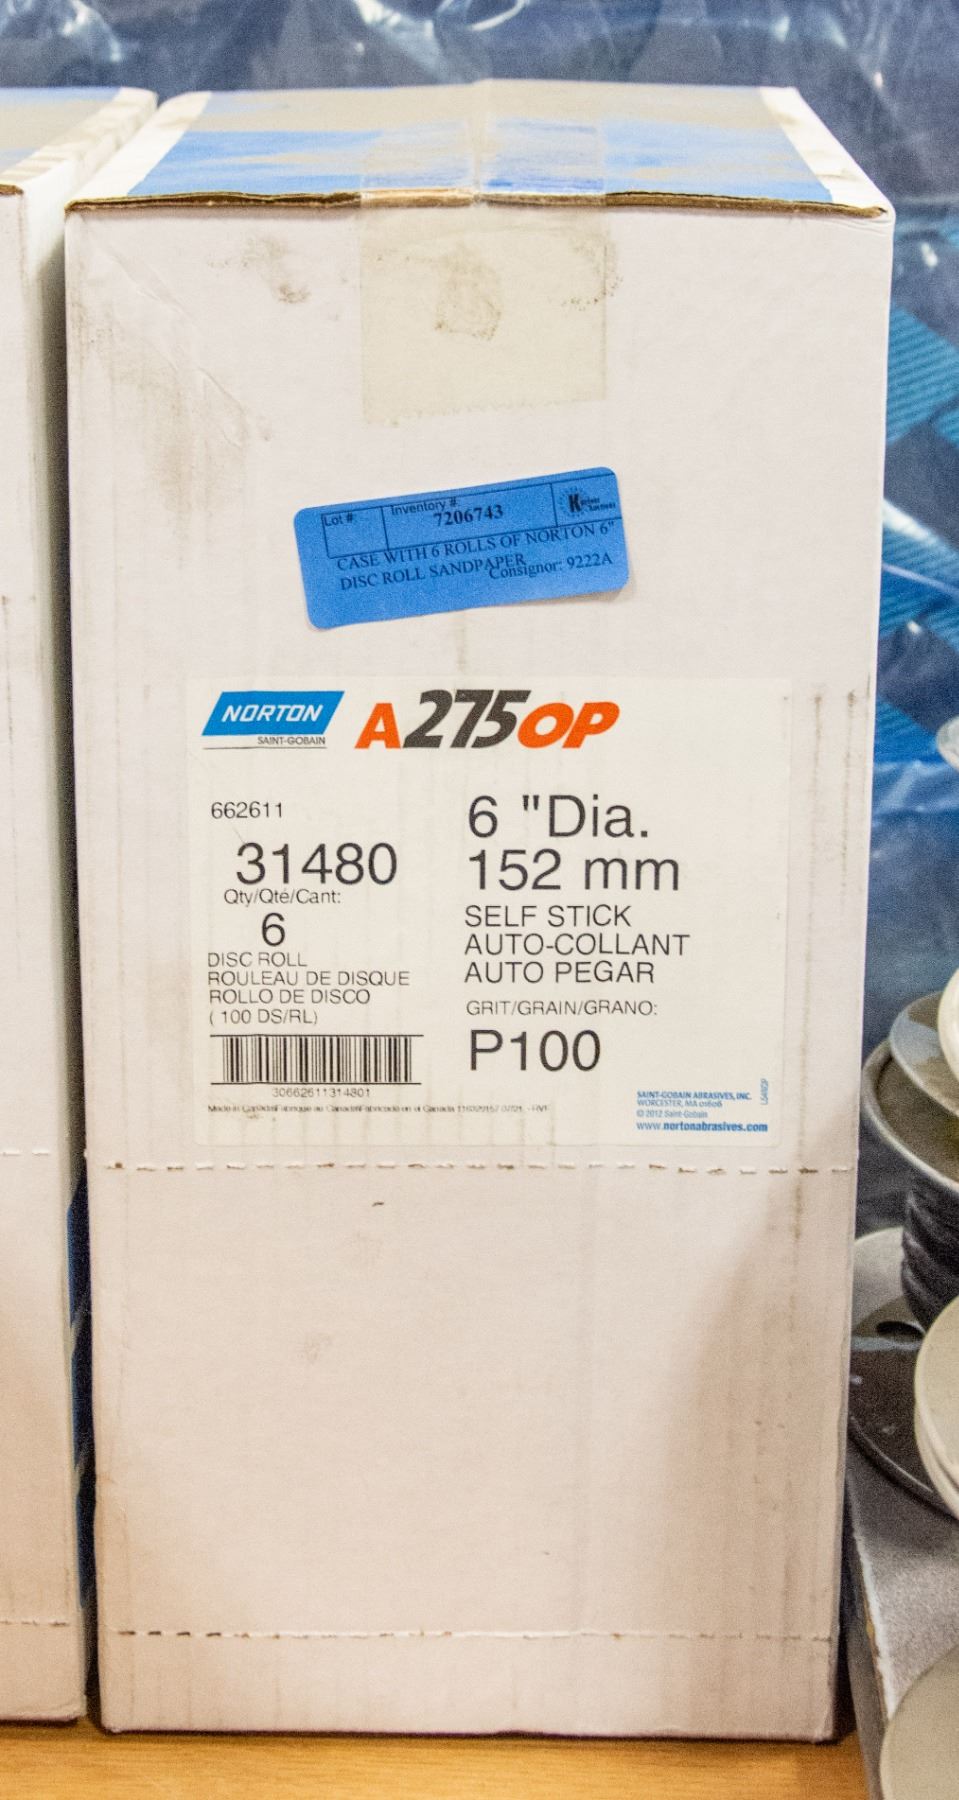 Lot #
Inventory #
7206743
CASE WITH 6 ROLLS OF NORTON 6"
DISC ROLL SANDPAPER
Consignor: 9222A
NORTON
SAINT-GOBAIN
A275OP
662611
31480
Qty/Qté/Cant:
6
DISC ROLL
ROULEAU DE DISQUE
ROLLO DE DISCO
( 100 DS/RL)
30662611314801
6 "Dia.
152 mm
SELF STICK
AUTO-COLLANT
AUTO PEGAR
GRIT/GRAIN/GRANO:
P100
SAINT-GOBAIN ABRASIVES, INC.
WORCESTER, MA 01606
© 2012 Saint-Gobain
www.nortonabrasives.com